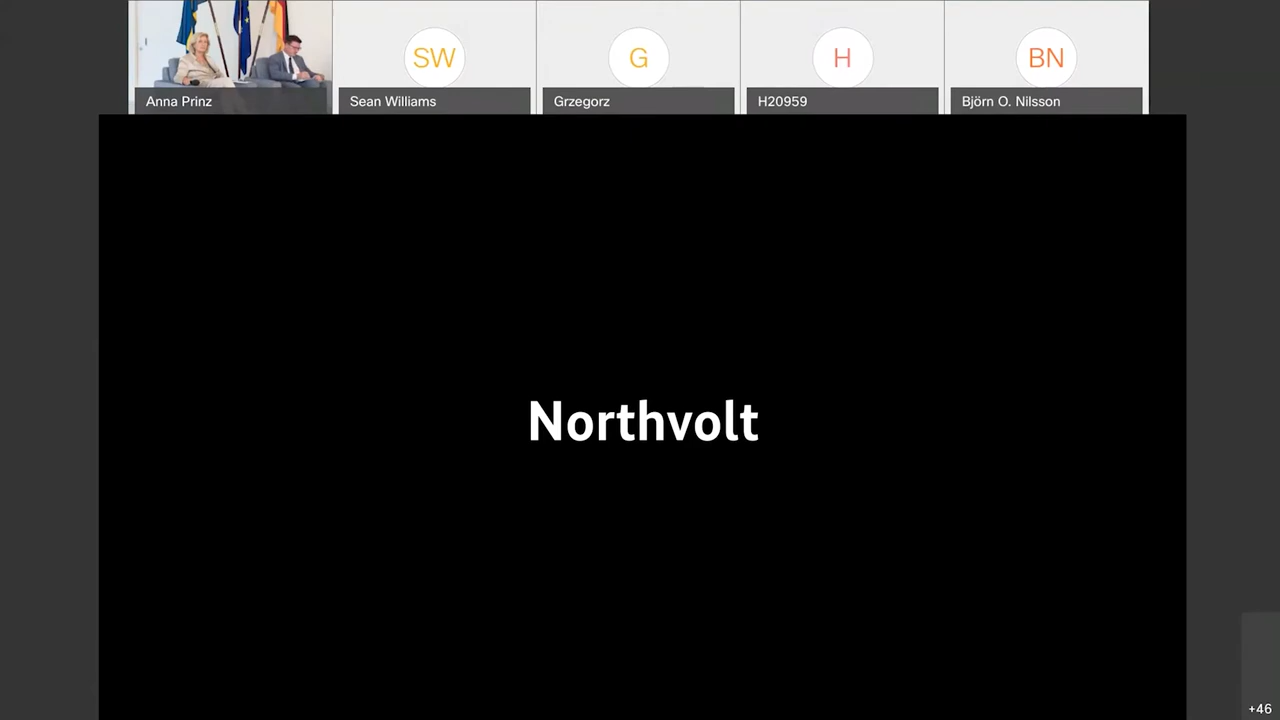 SW
G
H
BN
Anna Prinz
Sean Williams
Grzegorz
H20959
Björn O. Nilsson
Northvolt
+46